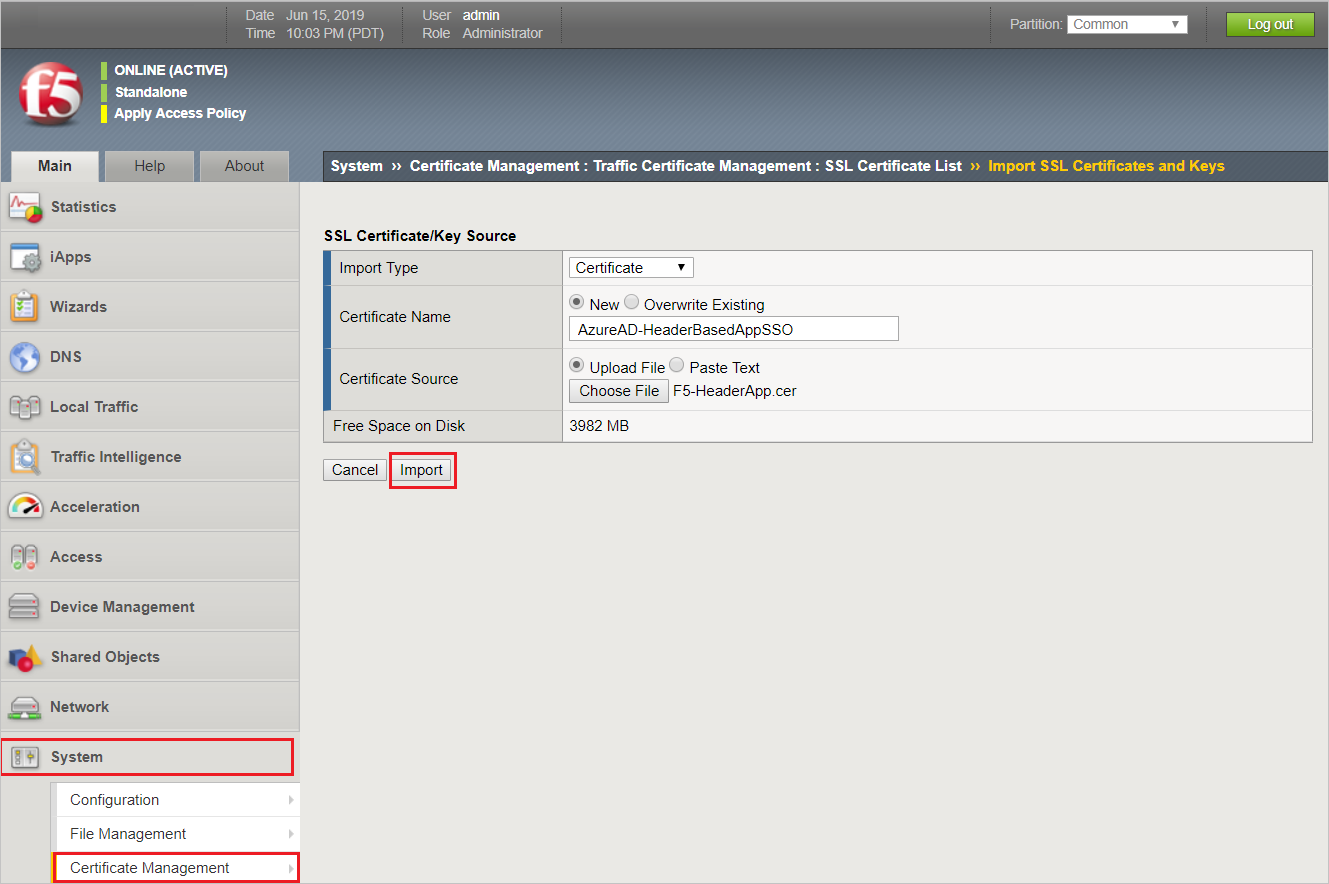 Date Jun 15, 2019 User admin Partition: Common Log out
Time 10:03 PM (PDT) Role Administrator
f5
ONLINE (ACTIVE)
Standalone
Apply Access Policy
Main Help About
System ›› Certificate Management : Traffic Certificate Management : SSL Certificate List ›› Import SSL Certificates and Keys
Statistics
iApps
Wizards
DNS
Local Traffic
Traffic Intelligence
Acceleration
Access
Device Management
Shared Objects
Network
System
Configuration
File Management
Certificate Management
SSL Certificate/Key Source
Import Type Certificate
Certificate Name New Overwrite Existing
AzureAD-HeaderBasedAppSSO
Certificate Source Upload File Paste Text
Choose File F5-HeaderApp.cer
Free Space on Disk 3982 MB
Cancel Import